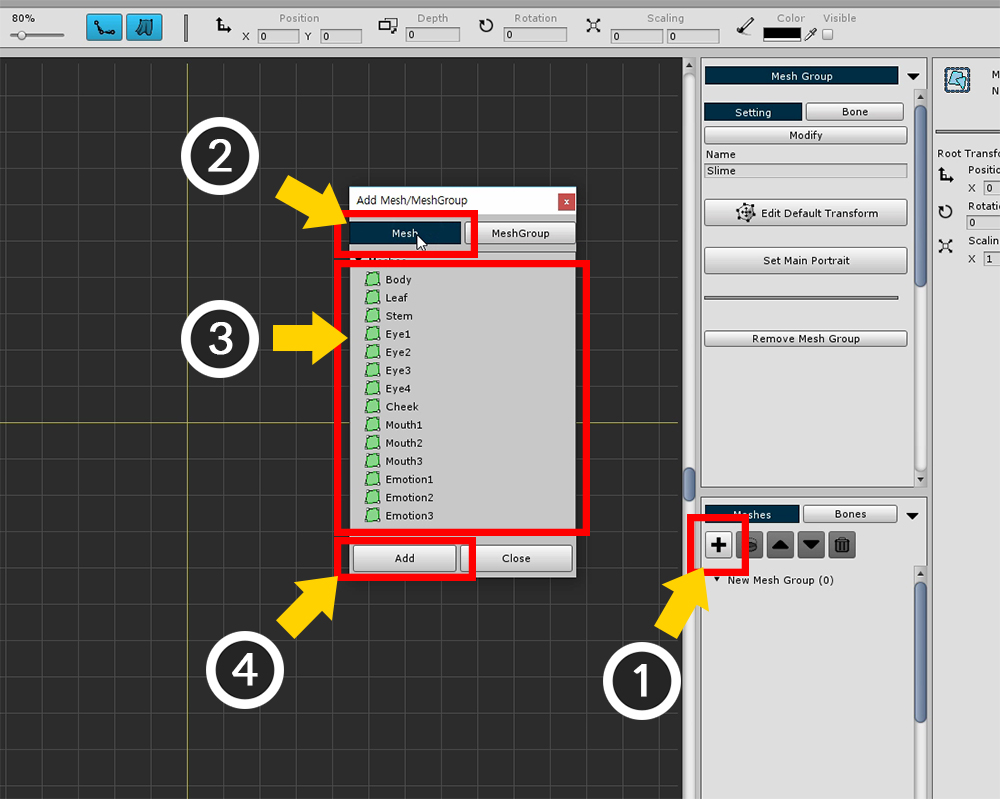 80%
Position
X 0 Y 0
Depth
0
Rotation
0
Scaling
0 0
Color
Visible
Mesh Group
Setting
Bone
Modify
Name
Slime
Edit Default Transform
Set Main Portrait
Remove Mesh Group
M
N
Root Transfo
Positio
X 0
Rotatio
0
Scalin
X 1
2
Add Mesh/MeshGroup
x
Mesh
MeshGroup
3
Body
Leaf
Stem
Eye1
Eye2
Eye3
Eye4
Cheek
Mouth1
Mouth2
Mouth3
Emotion1
Emotion2
Emotion3
Add
Close
4
Meshes
Bones
New Mesh Group (0)
1